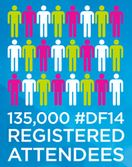 135,000 #DF14
REGISTERED
ATTENDEES